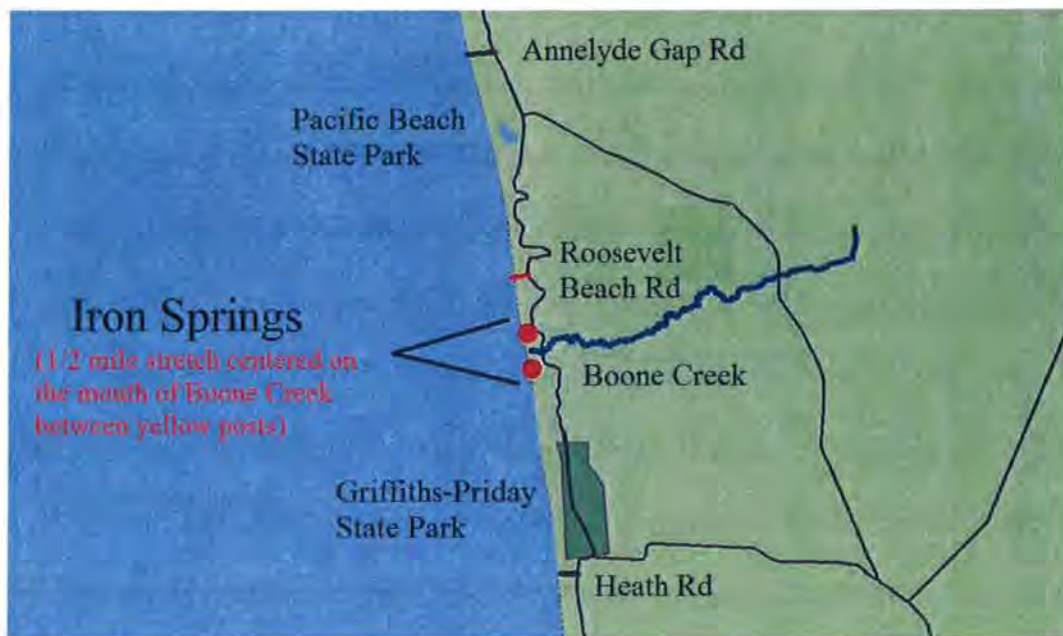 Annelyde Gap Rd
Pacific Beach
State Park
Roosevelt
Beach Rd
Iron Springs
(1/2 mile stretch centered on
the mouth of Boone Creek
between yellow posts)
Boone Creek
Griffiths-Priday
State Park
Heath Rd